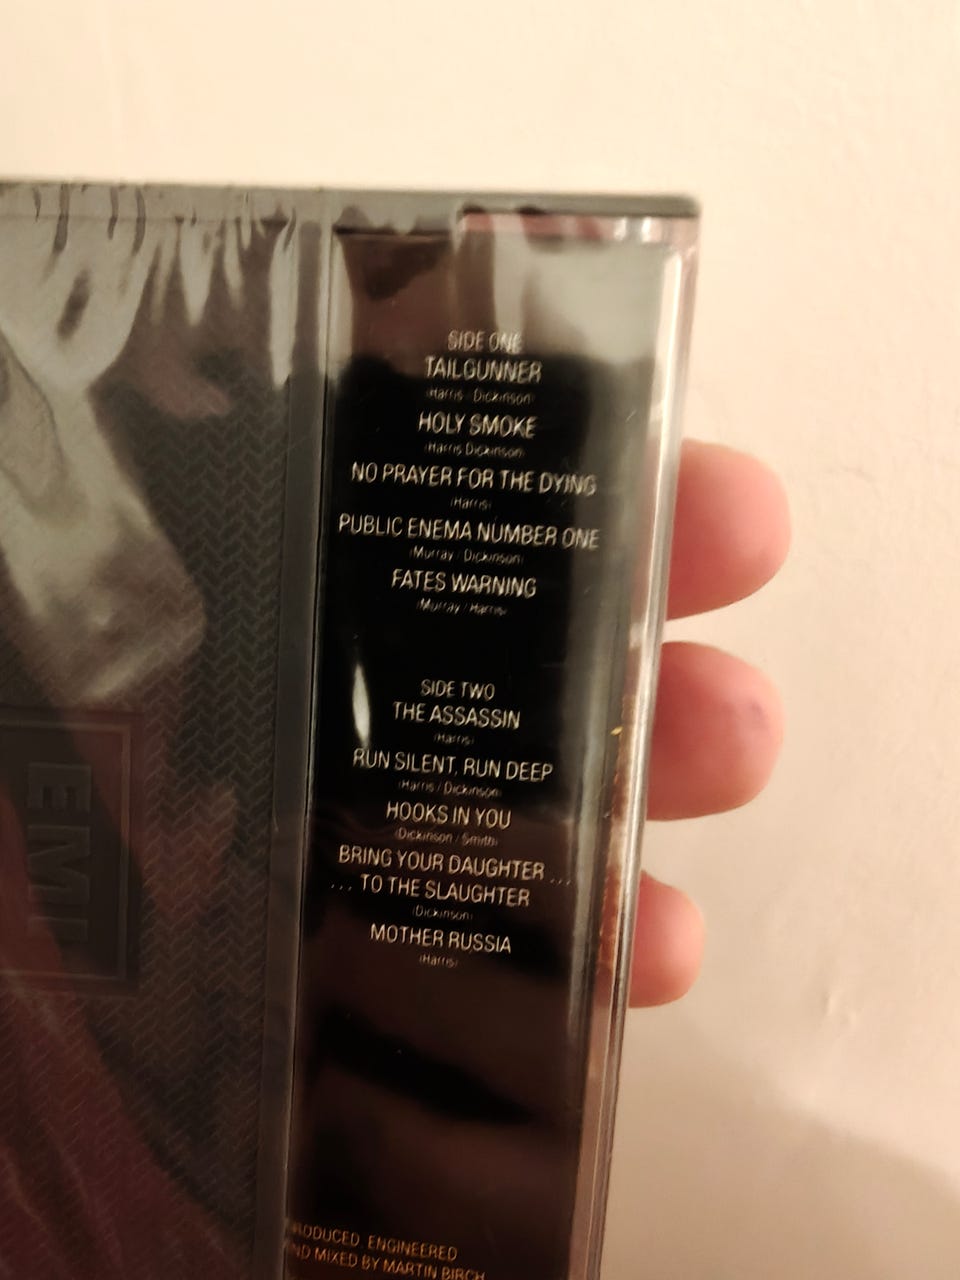 SIDE ONE
TAILGUNNER
(Harris / Dickinson)
HOLY SMOKE
(Harris Dickinson)
NO PRAYER FOR THE DYING
(Harris)
PUBLIC ENEMA NUMBER ONE
(Murray / Dickinson)
FATES WARNING
(Murray / Harris)
SIDE TWO
THE ASSASSIN
(Harris)
RUN SILENT, RUN DEEP
(Harris / Dickinson)
HOOKS IN YOU
(Dickinson / Smith)
BRING YOUR DAUGHTER ...
... TO THE SLAUGHTER
(Dickinson)
MOTHER RUSSIA
(Harris)
RODUCED, ENGINEERED
ND MIXED BY MARTIN BIRCH
EMI